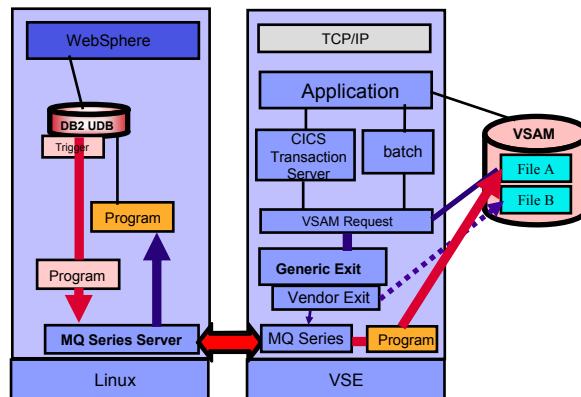 WebSphere
DB2 UDB
Trigger
Program
Program
MQ Series Server
Linux
TCP/IP
Application
CICS
Transaction
Server
batch
VSAM Request
Generic Exit
Vendor Exit
MQ Series
Program
VSE
VSAM
File A
File B